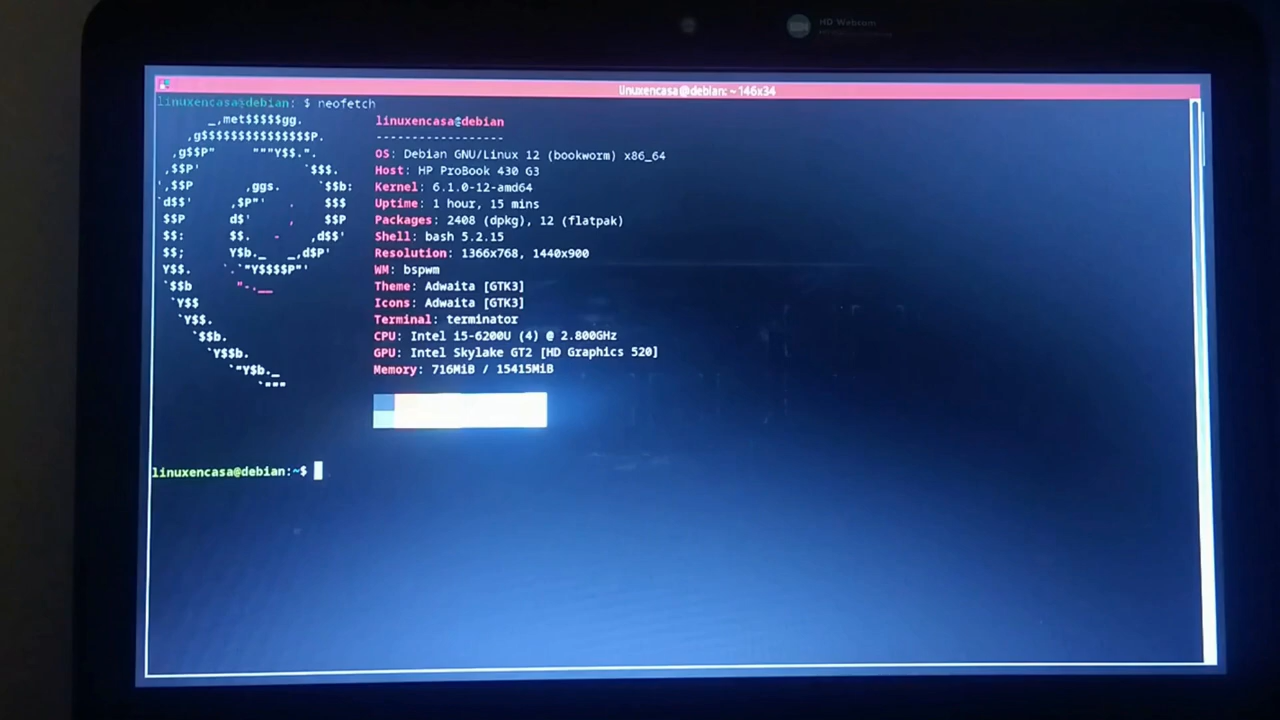 HD Webcam
linuxencasa@debian: ~ 146x34
linuxencasa@debian: $ neofetch
linuxencasa@debian
------------------
OS: Debian GNU/Linux 12 (bookworm) x86_64
Host: HP ProBook 430 G3
Kernel: 6.1.0-12-amd64
Uptime: 1 hour, 15 mins
Packages: 2408 (dpkg), 12 (flatpak)
Shell: bash 5.2.15
Resolution: 1366x768, 1440x900
WM: bspwm
Theme: Adwaita [GTK3]
Icons: Adwaita [GTK3]
Terminal: terminator
CPU: Intel i5-6200U (4) @ 2.800GHz
GPU: Intel Skylake GT2 [HD Graphics 520]
Memory: 716MiB / 15415MiB
linuxencasa@debian:~$